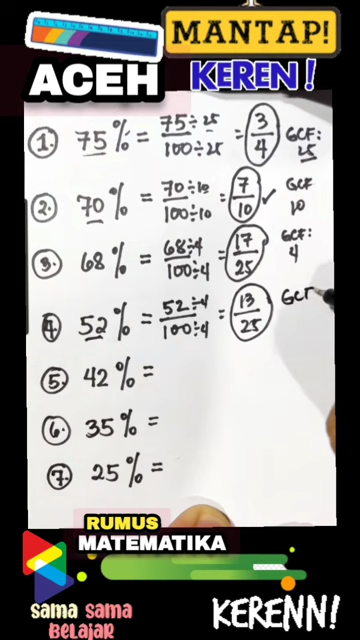 MANTAP!
ACEH KEREN!
1. 75% = 75÷25/100÷25 = 3/4 GCF: 25
2. 70% = 70÷10/100÷10 = 7/10 ✓ GCF 10
3. 68% = 68÷4/100÷4 = 17/25 GCF: 4
4. 52% = 52÷4/100÷4 = 13/25 GCF
5. 42% =
6. 35% =
7. 25% =
RUMUS
MATEMATIKA
sama sama
belajar
KERENN!